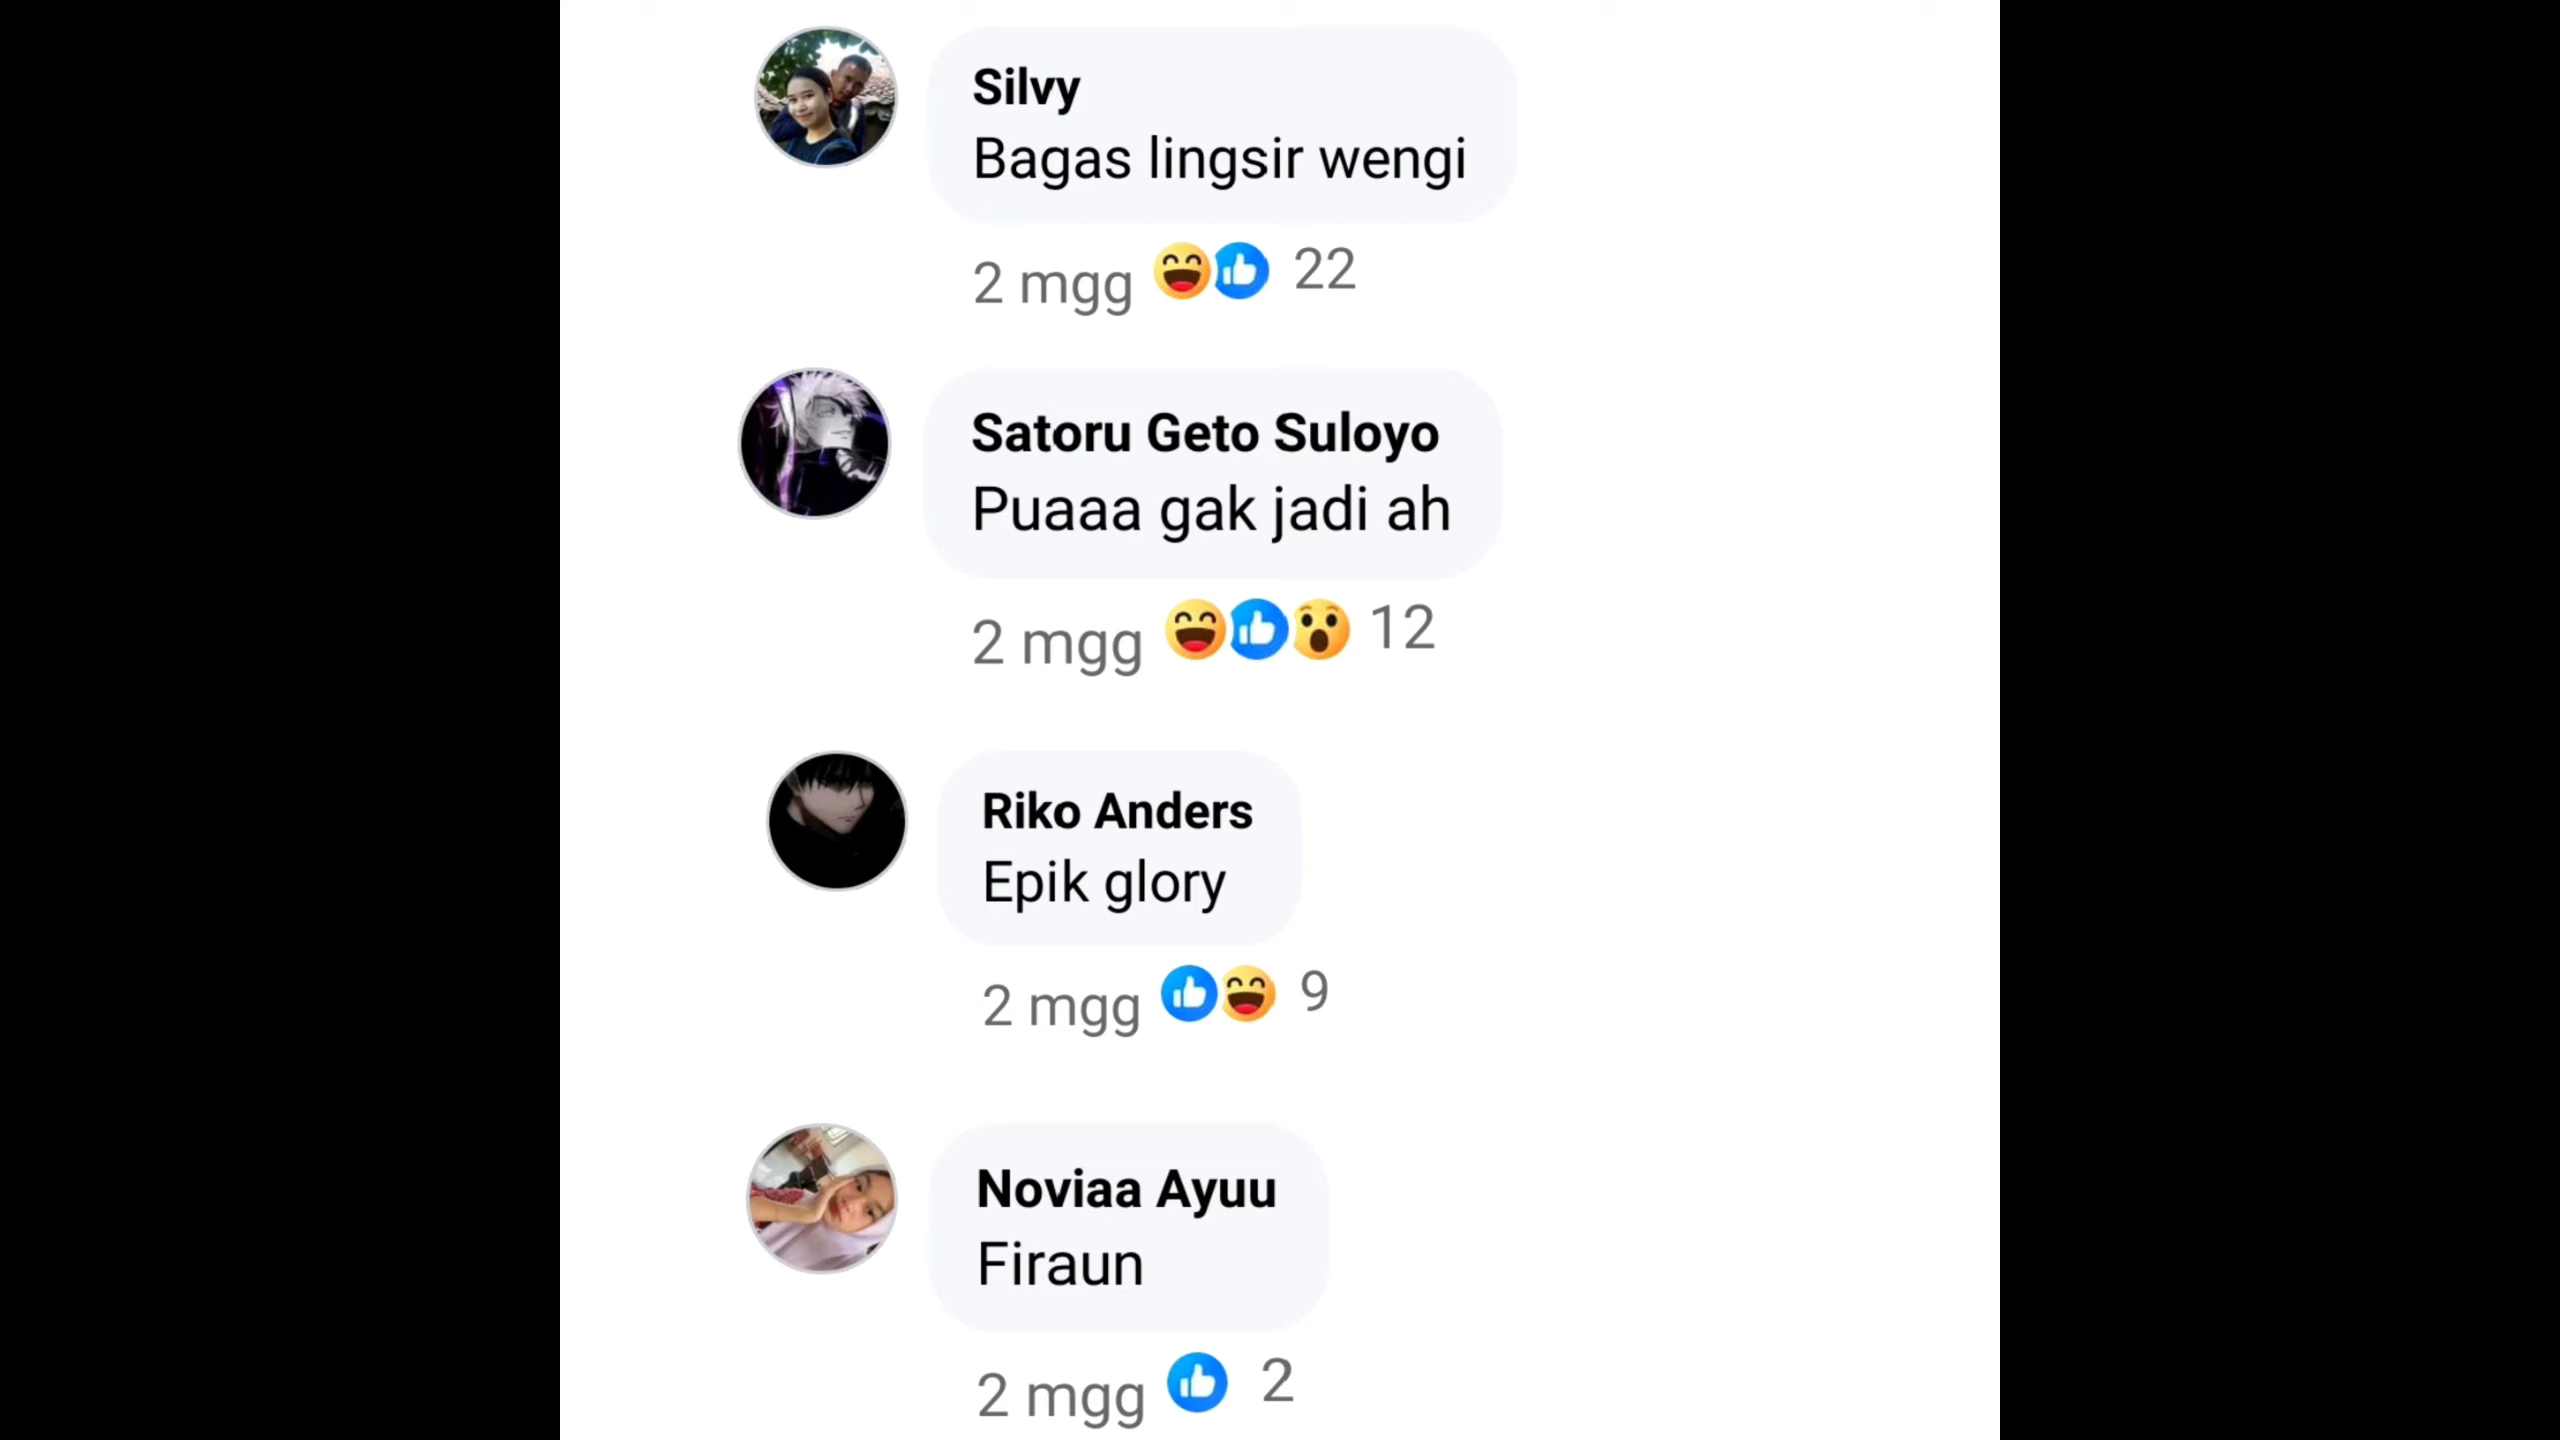 Silvy
Bagas lingsir wengi
2 mgg 22
Satoru Geto Suloyo
Puaaa gak jadi ah
2 mgg 12
Riko Anders
Epik glory
2 mgg 9
Noviaa Ayuu
Firaun
2 mgg 2